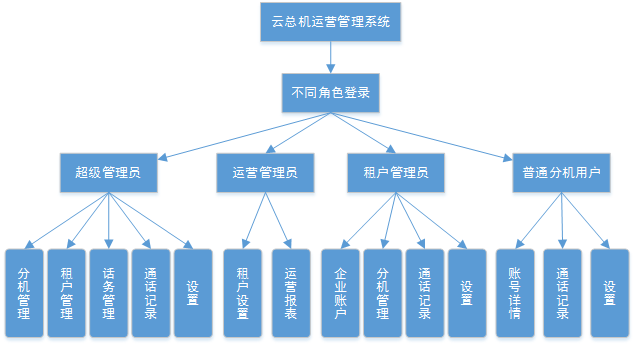 云总机运营管理系统
不同角色登录
超级管理员
运营管理员
租户管理员
普通分机用户
分机管理
租户管理
话务管理
通话记录
设置
租户设置
运营报表
企业账户
分机管理
通话记录
设置
账号详情
通话记录
设置